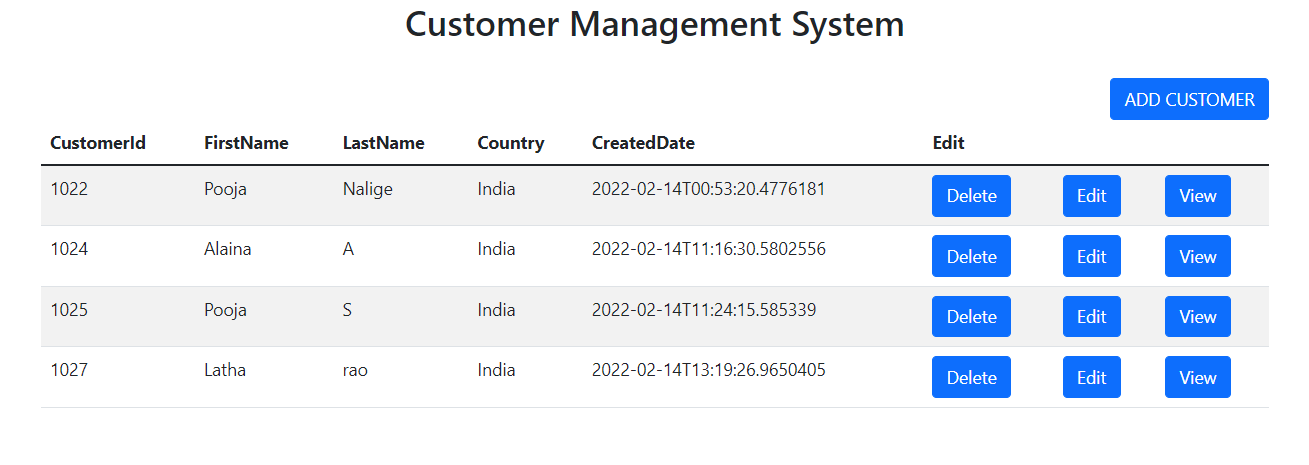 Customer Management System
ADD CUSTOMER
CustomerId FirstName LastName Country CreatedDate Edit
1022 Pooja Nalige India 2022-02-14T00:53:20.4776181 Delete Edit View
1024 Alaina A India 2022-02-14T11:16:30.5802556 Delete Edit View
1025 Pooja S India 2022-02-14T11:24:15.585339 Delete Edit View
1027 Latha rao India 2022-02-14T13:19:26.9650405 Delete Edit View